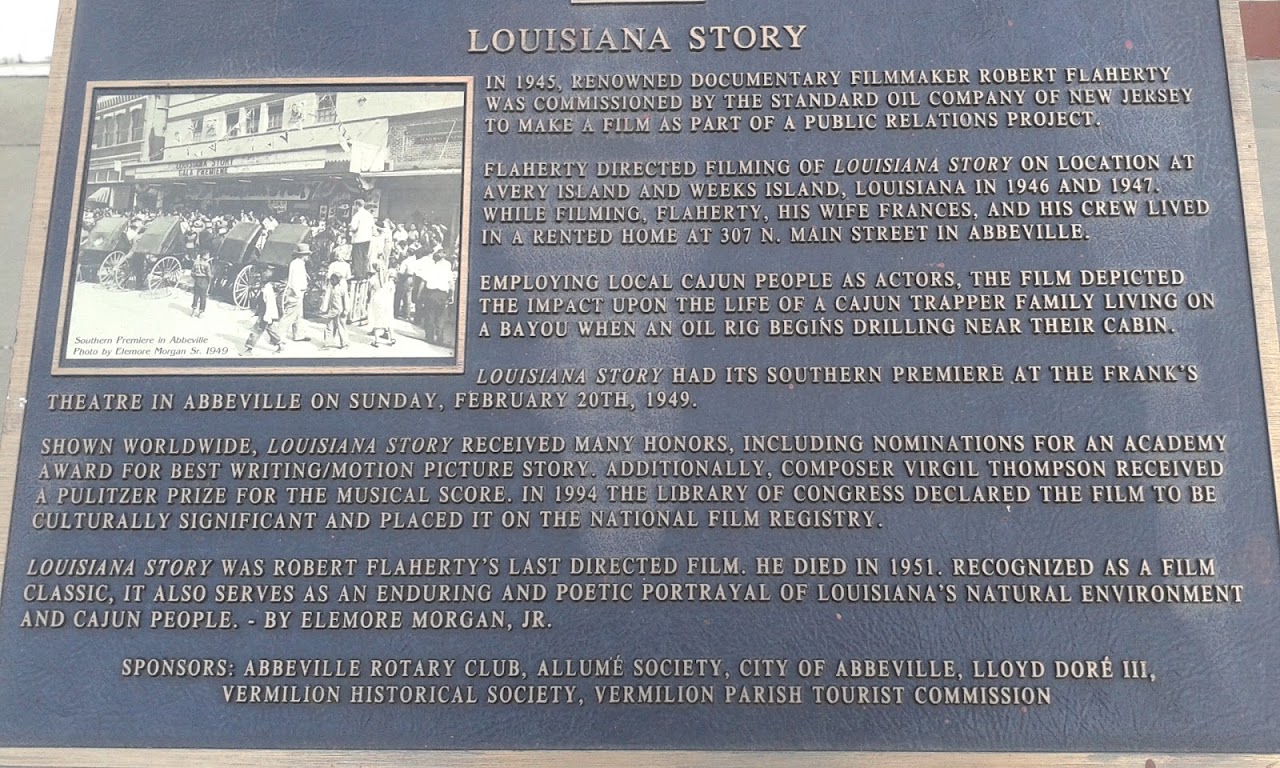 LOUISIANA STORY
IN 1945, RENOWNED DOCUMENTARY FILMMAKER ROBERT FLAHERTY
WAS COMMISSIONED BY THE STANDARD OIL COMPANY OF NEW JERSEY
TO MAKE A FILM AS PART OF A PUBLIC RELATIONS PROJECT.
FLAHERTY DIRECTED FILMING OF LOUISIANA STORY ON LOCATION AT
AVERY ISLAND AND WEEKS ISLAND, LOUISIANA IN 1946 AND 1947.
WHILE FILMING, FLAHERTY, HIS WIFE FRANCES, AND HIS CREW LIVED
IN A RENTED HOME AT 307 N. MAIN STREET IN ABBEVILLE.
EMPLOYING LOCAL CAJUN PEOPLE AS ACTORS, THE FILM DEPICTED
THE IMPACT UPON THE LIFE OF A CAJUN TRAPPER FAMILY LIVING ON
A BAYOU WHEN AN OIL RIG BEGINS DRILLING NEAR THEIR CABIN.
LOUISIANA STORY
GALA PREMIERE
Southern Premiere in Abbeville
Photo by Elemore Morgan Sr. 1949
LOUISIANA STORY HAD ITS SOUTHERN PREMIERE AT THE FRANK'S
THEATRE IN ABBEVILLE ON SUNDAY, FEBRUARY 20TH, 1949.
SHOWN WORLDWIDE, LOUISIANA STORY RECEIVED MANY HONORS, INCLUDING NOMINATIONS FOR AN ACADEMY
AWARD FOR BEST WRITING/MOTION PICTURE STORY. ADDITIONALLY, COMPOSER VIRGIL THOMPSON RECEIVED
A PULITZER PRIZE FOR THE MUSICAL SCORE. IN 1994 THE LIBRARY OF CONGRESS DECLARED THE FILM TO BE
CULTURALLY SIGNIFICANT AND PLACED IT ON THE NATIONAL FILM REGISTRY.
LOUISIANA STORY WAS ROBERT FLAHERTY'S LAST DIRECTED FILM. HE DIED IN 1951. RECOGNIZED AS A FILM
CLASSIC, IT ALSO SERVES AS AN ENDURING AND POETIC PORTRAYAL OF LOUISIANA'S NATURAL ENVIRONMENT
AND CAJUN PEOPLE. - BY ELEMORE MORGAN, JR.
SPONSORS: ABBEVILLE ROTARY CLUB, ALLUMÉ SOCIETY, CITY OF ABBEVILLE, LLOYD DORÉ III,
VERMILION HISTORICAL SOCIETY, VERMILION PARISH TOURIST COMMISSION